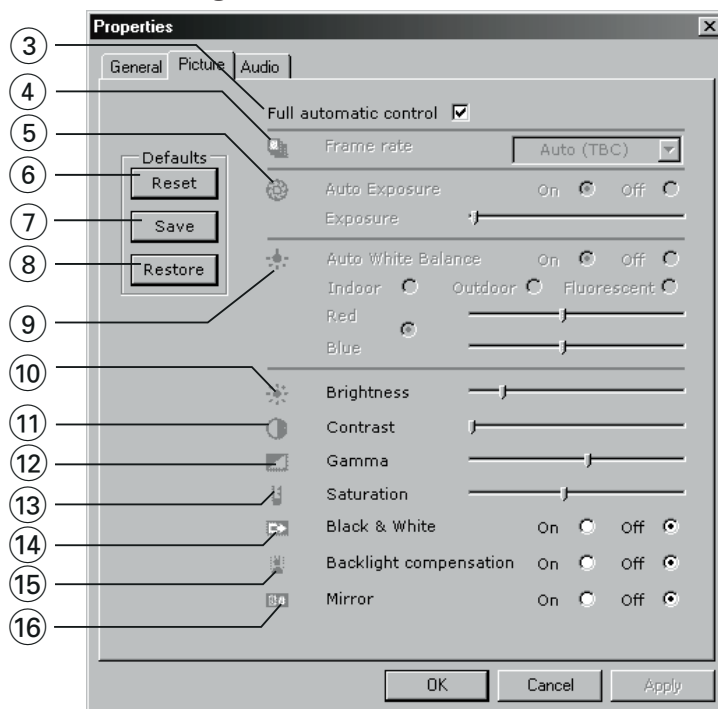 Properties
General Picture Audio
3
Full automatic control
4
Frame rate Auto (TBC)
5
Auto Exposure On Off
Exposure
Defaults
6
Reset
7
Save
8
Restore
9
Auto White Balance On Off
Indoor Outdoor Fluorescent
Red
Blue
10
Brightness
11
Contrast
12
Gamma
13
Saturation
14
Black & White On Off
15
Backlight compensation On Off
16
Mirror On Off
OK Cancel Apply